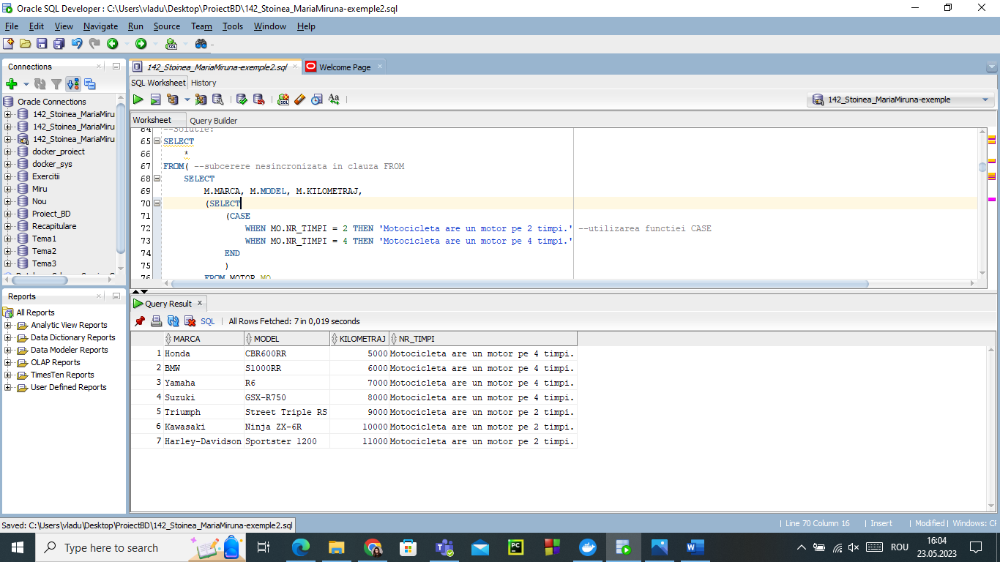 Oracle SQL Developer : C:\Users\vladu\Desktop\ProiectBD\142_Stoinea_MariaMiruna-exemple2.sql
File Edit View Navigate Run Source Team Tools Window Help
Connections
142_Stoinea_MariaMiruna-exemple2.sql
Welcome Page
SQL Worksheet History
142_Stoinea_MariaMiruna-exemple
Worksheet Query Builder
Oracle Connections
142_Stoinea_MariaMiru
142_Stoinea_MariaMiru
142_Stoinea_MariaMiru
docker_proiect
docker_sys
Exercitii
Miru
Nou
Proiect_BD
Recapitulare
Tema1
Tema2
Tema3
64 --Solutie:
65 SELECT
66 *
67 FROM( --subcerere nesincronizata in clauza FROM
68 SELECT
69 M.MARCA, M.MODEL, M.KILOMETRAJ,
70 (SELECT
71 (CASE
72 WHEN MO.NR_TIMPI = 2 THEN 'Motocicleta are un motor pe 2 timpi.' --utilizarea functiei CASE
73 WHEN MO.NR_TIMPI = 4 THEN 'Motocicleta are un motor pe 4 timpi.'
74 END
75 )
76 FROM MOTOR MO
Reports
All Reports
Analytic View Reports
Data Dictionary Reports
Data Modeler Reports
OLAP Reports
TimesTen Reports
User Defined Reports
Query Result x
SQL | All Rows Fetched: 7 in 0,019 seconds
MARCA MODEL KILOMETRAJ NR_TIMPI
1 Honda CBR600RR 5000 Motocicleta are un motor pe 4 timpi.
2 BMW S1000RR 6000 Motocicleta are un motor pe 4 timpi.
3 Yamaha R6 7000 Motocicleta are un motor pe 4 timpi.
4 Suzuki GSX-R750 8000 Motocicleta are un motor pe 4 timpi.
5 Triumph Street Triple RS 9000 Motocicleta are un motor pe 2 timpi.
6 Kawasaki Ninja ZX-6R 10000 Motocicleta are un motor pe 2 timpi.
7 Harley-Davidson Sportster 1200 11000 Motocicleta are un motor pe 2 timpi.
Saved: C:\Users\vladu\Desktop\ProiectBD\142_Stoinea_MariaMiruna-exemple2.sql
| Line 70 Column 16 | Insert | Modified | Windows: CF
Type here to search
ROU
16:04
23.05.2023